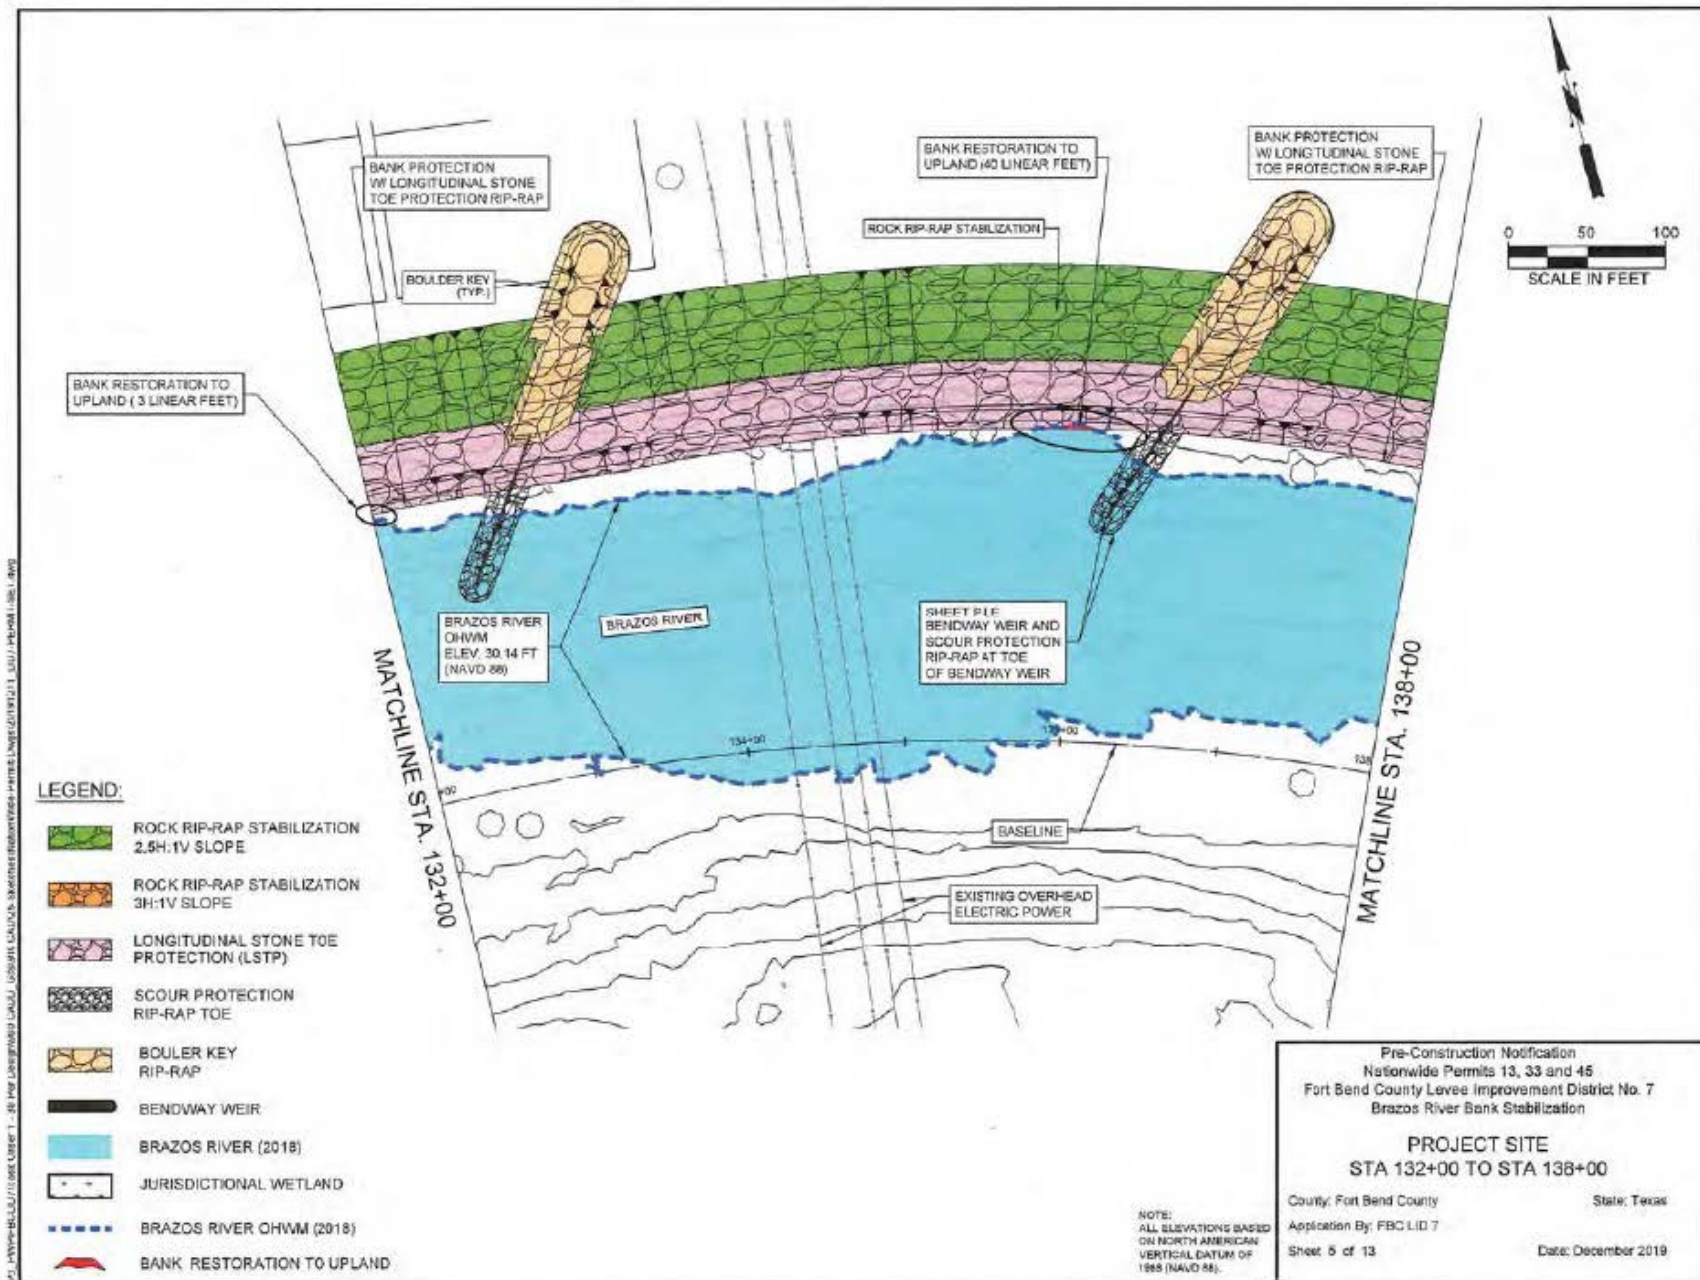 BANK PROTECTION
W/ LONGITUDINAL STONE
TOE PROTECTION RIP-RAP
BANK RESTORATION TO
UPLAND (40 LINEAR FEET)
BANK PROTECTION
W/ LONGITUDINAL STONE
TOE PROTECTION RIP-RAP
ROCK RIP-RAP STABILIZATION
0 50 100
SCALE IN FEET
BOULDER KEY
(TYP.)
BANK RESTORATION TO
UPLAND ( 3 LINEAR FEET)
BRAZOS RIVER
OHWM
ELEV. 30.14 FT
(NAVD 88)
BRAZOS RIVER
SHEET PILE
BENDWAY WEIR AND
SCOUR PROTECTION
RIP-RAP AT TOE
OF BENDWAY WEIR
MATCHLINE STA. 132+00
MATCHLINE STA. 138+00
134+00
+00
138
BASELINE
EXISTING OVERHEAD
ELECTRIC POWER
LEGEND:
ROCK RIP-RAP STABILIZATION
2.5H:1V SLOPE
ROCK RIP-RAP STABILIZATION
3H:1V SLOPE
LONGITUDINAL STONE TOE
PROTECTION (LSTP)
SCOUR PROTECTION
RIP-RAP TOE
BOULER KEY
RIP-RAP
BENDWAY WEIR
BRAZOS RIVER (2018)
JURISDICTIONAL WETLAND
BRAZOS RIVER OHWM (2018)
BANK RESTORATION TO UPLAND
NOTE:
ALL ELEVATIONS BASED
ON NORTH AMERICAN
VERTICAL DATUM OF
1988 (NAVD 88).
Pre-Construction Notification
Nationwide Permits 13, 33 and 45
Fort Bend County Levee Improvement District No. 7
Brazos River Bank Stabilization
PROJECT SITE
STA 132+00 TO STA 138+00
County: Fort Bend County State: Texas
Application By: FBC LID 7
Sheet 5 of 13 Date: December 2019